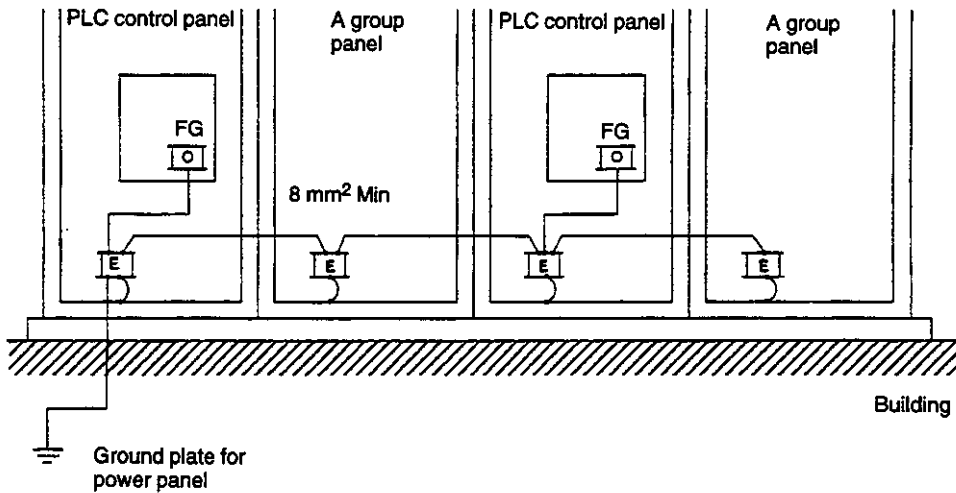 PLC control panel
A group
panel
PLC control panel
A group
panel
FG
FG
8 mm² Min
E
E
E
E
Building
Ground plate for
power panel